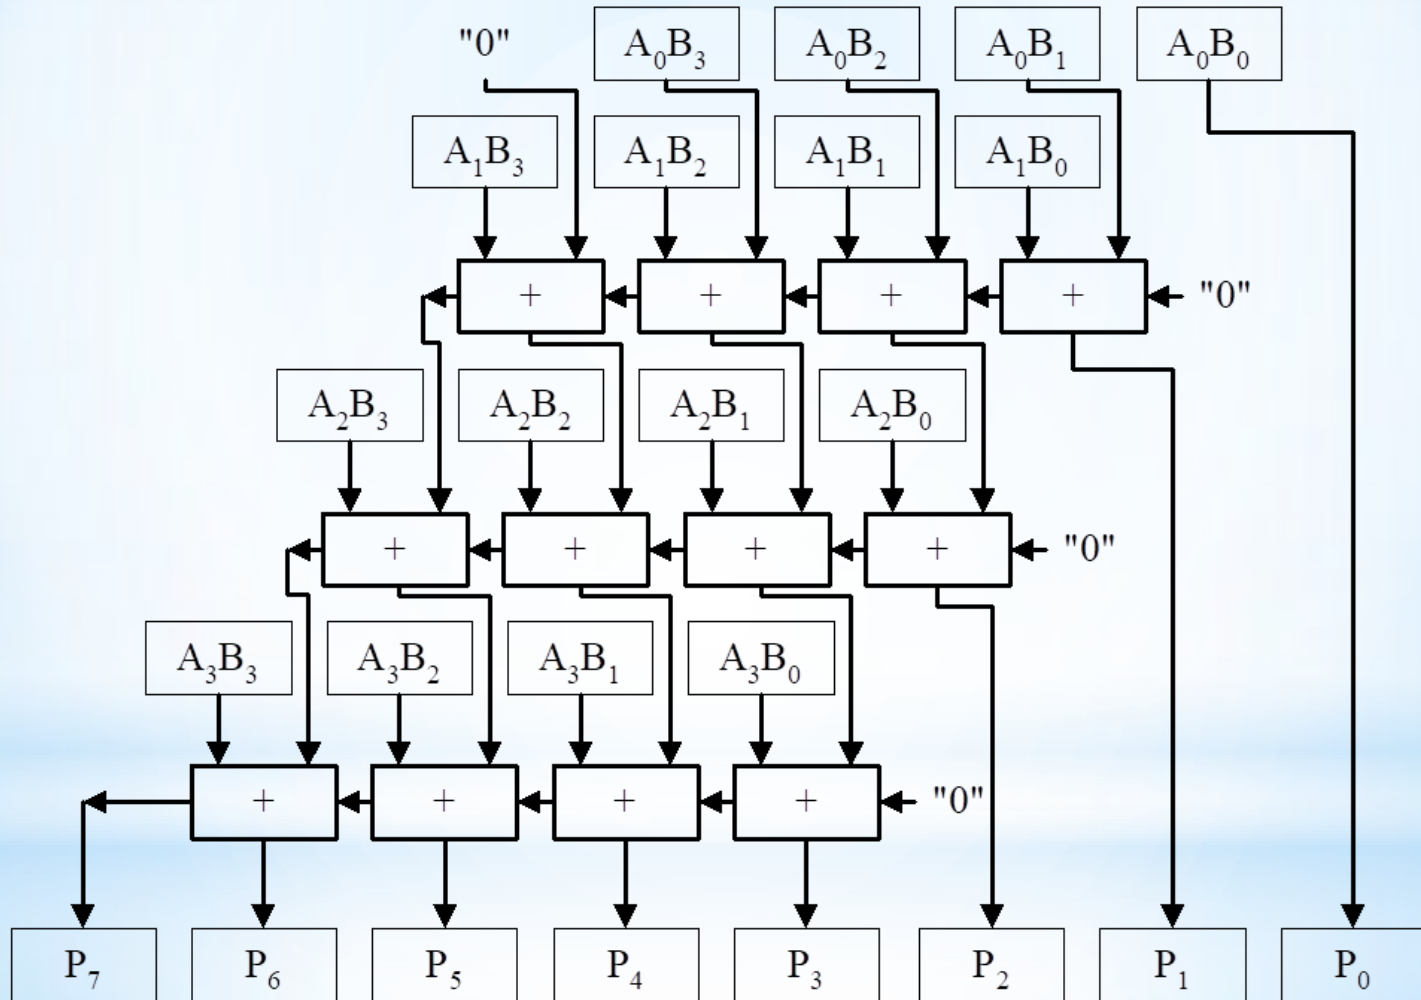 "0" A₀B₃ A₀B₂ A₀B₁ A₀B₀
A₁B₃ A₁B₂ A₁B₁ A₁B₀
+ + + + "0"
A₂B₃ A₂B₂ A₂B₁ A₂B₀
+ + + + "0"
A₃B₃ A₃B₂ A₃B₁ A₃B₀
+ + + + "0"
P₇ P₆ P₅ P₄ P₃ P₂ P₁ P₀